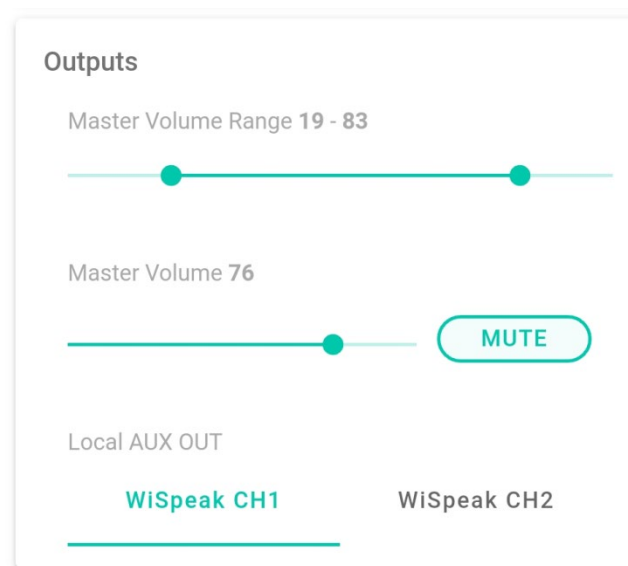 Outputs
Master Volume Range 19 - 83
Master Volume 76
MUTE
Local AUX OUT
WiSpeak CH1 WiSpeak CH2